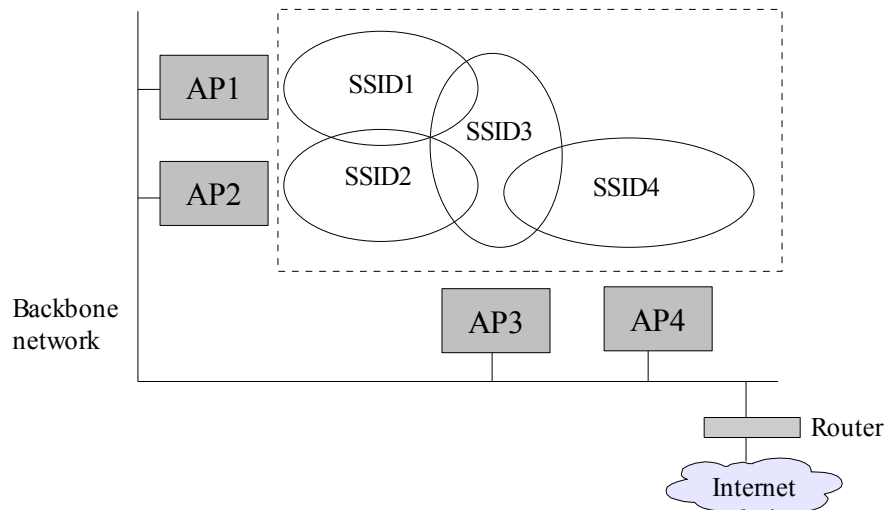 AP1
SSID1
SSID3
SSID2
SSID4
AP2
Backbone
network
AP3
AP4
Router
Internet